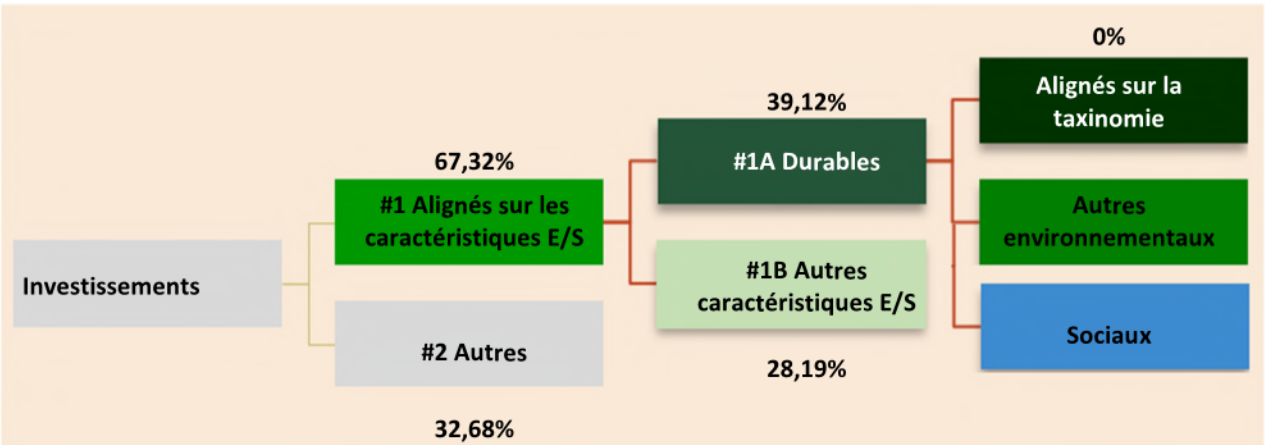 0%
Alignés sur la
taxinomie
39,12%
#1A Durables
67,32%
#1 Alignés sur les
caractéristiques E/S
Autres
environnementaux
Investissements
#1B Autres
caractéristiques E/S
#2 Autres
Sociaux
28,19%
32,68%